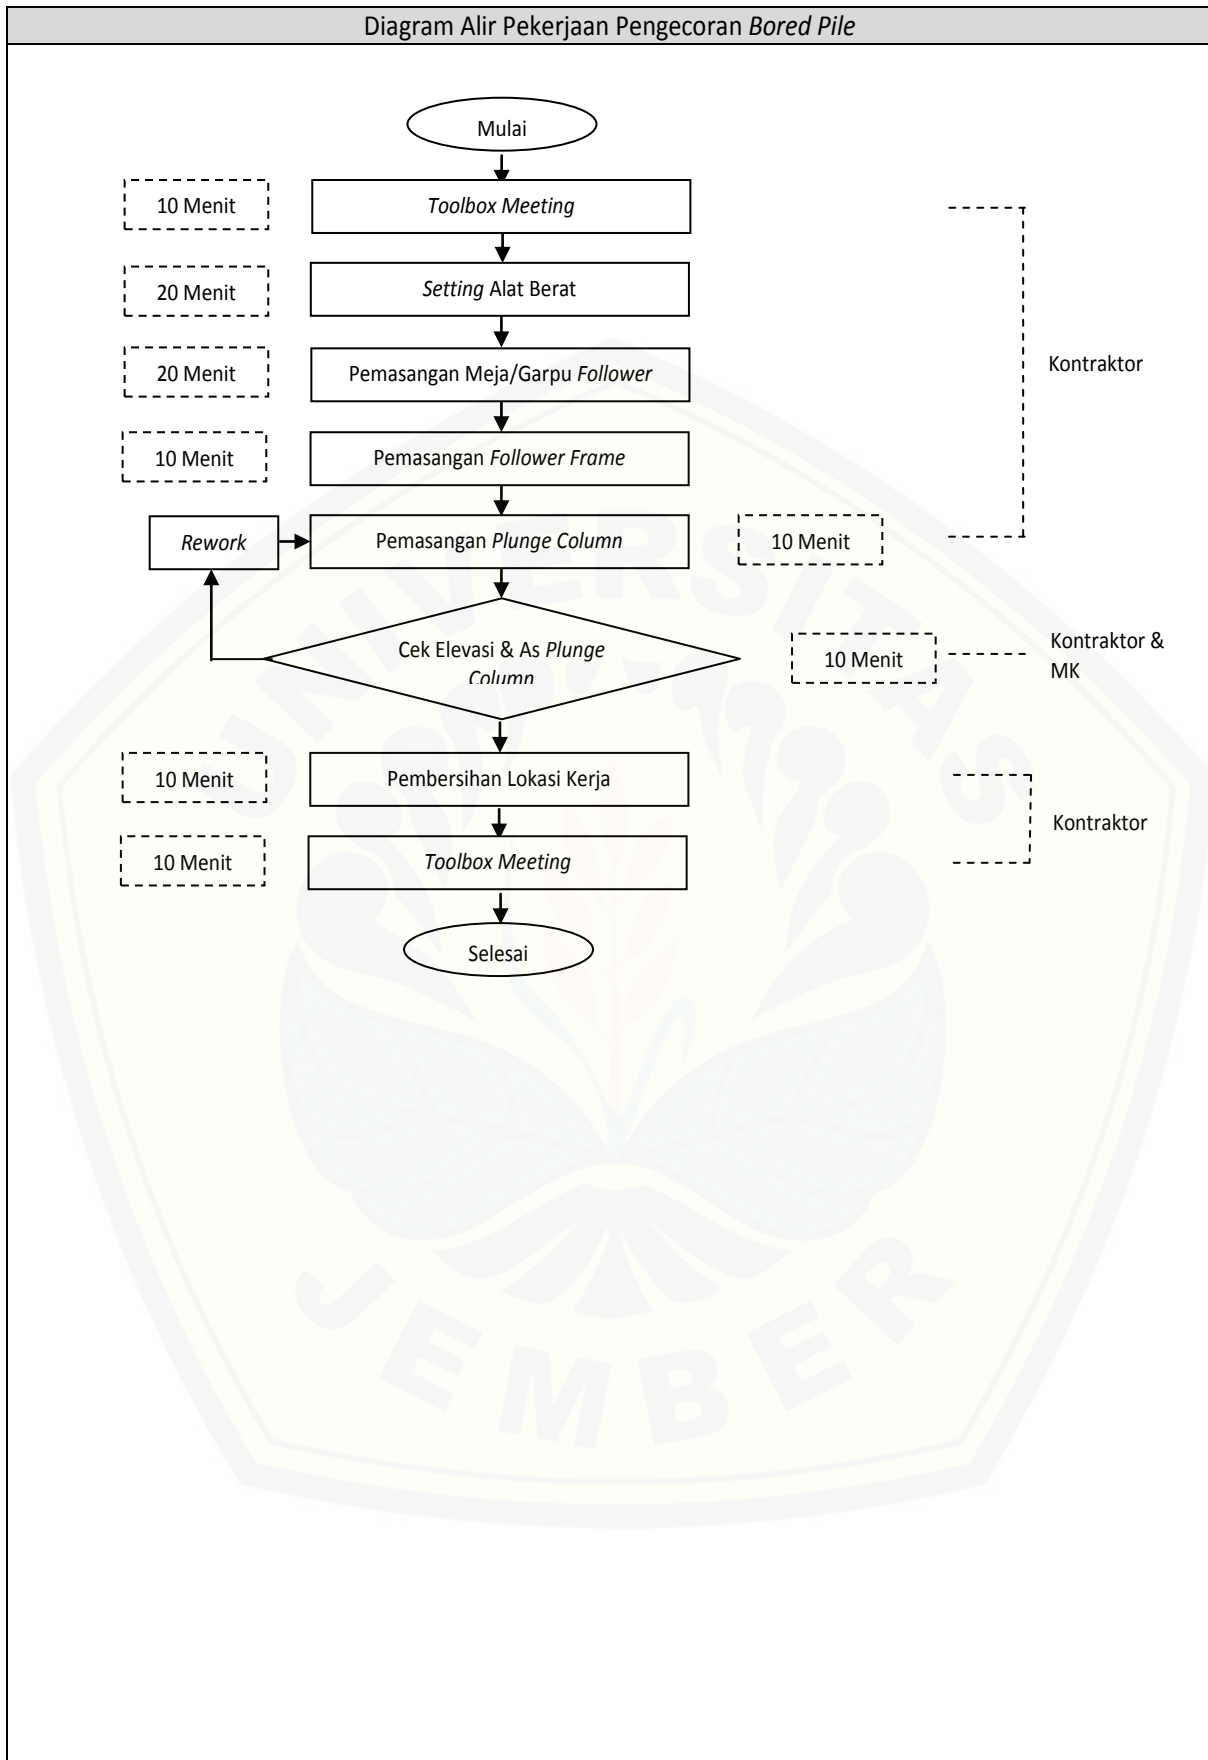 Diagram Alir Pekerjaan Pengecoran Bored Pile
Mulai
10 Menit
Toolbox Meeting
20 Menit
Setting Alat Berat
20 Menit
Pemasangan Meja/Garpu Follower
Kontraktor
10 Menit
Pemasangan Follower Frame
Rework
Pemasangan Plunge Column
10 Menit
Cek Elevasi & As Plunge
Column
10 Menit
Kontraktor &
MK
10 Menit
Pembersihan Lokasi Kerja
Kontraktor
10 Menit
Toolbox Meeting
Selesai
UNIVERSITAS
JEMBER